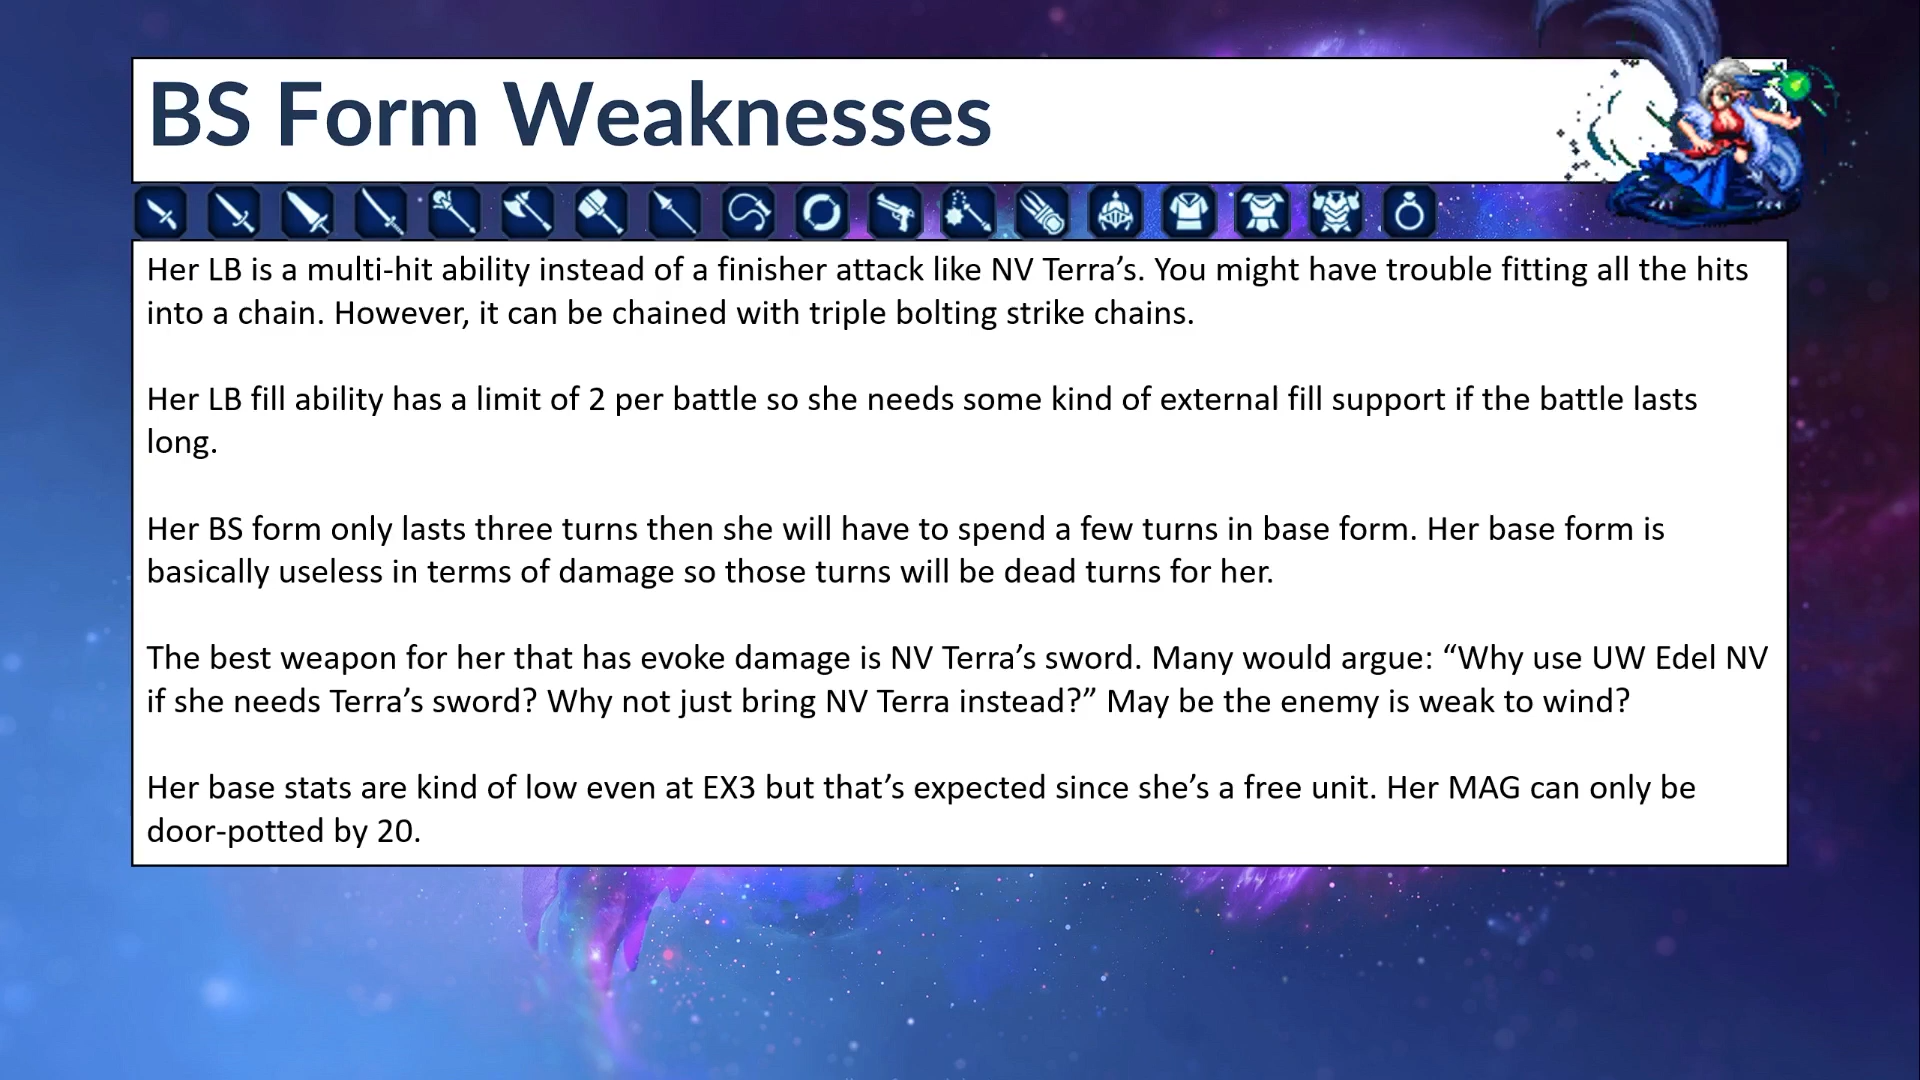 BS Form Weaknesses
Her LB is a multi-hit ability instead of a finisher attack like NV Terra’s. You might have trouble fitting all the hits
into a chain. However, it can be chained with triple bolting strike chains.
Her LB fill ability has a limit of 2 per battle so she needs some kind of external fill support if the battle lasts
long.
Her BS form only lasts three turns then she will have to spend a few turns in base form. Her base form is
basically useless in terms of damage so those turns will be dead turns for her.
The best weapon for her that has evoke damage is NV Terra’s sword. Many would argue: “Why use UW Edel NV
if she needs Terra’s sword? Why not just bring NV Terra instead?” May be the enemy is weak to wind?
Her base stats are kind of low even at EX3 but that’s expected since she’s a free unit. Her MAG can only be
door-potted by 20.